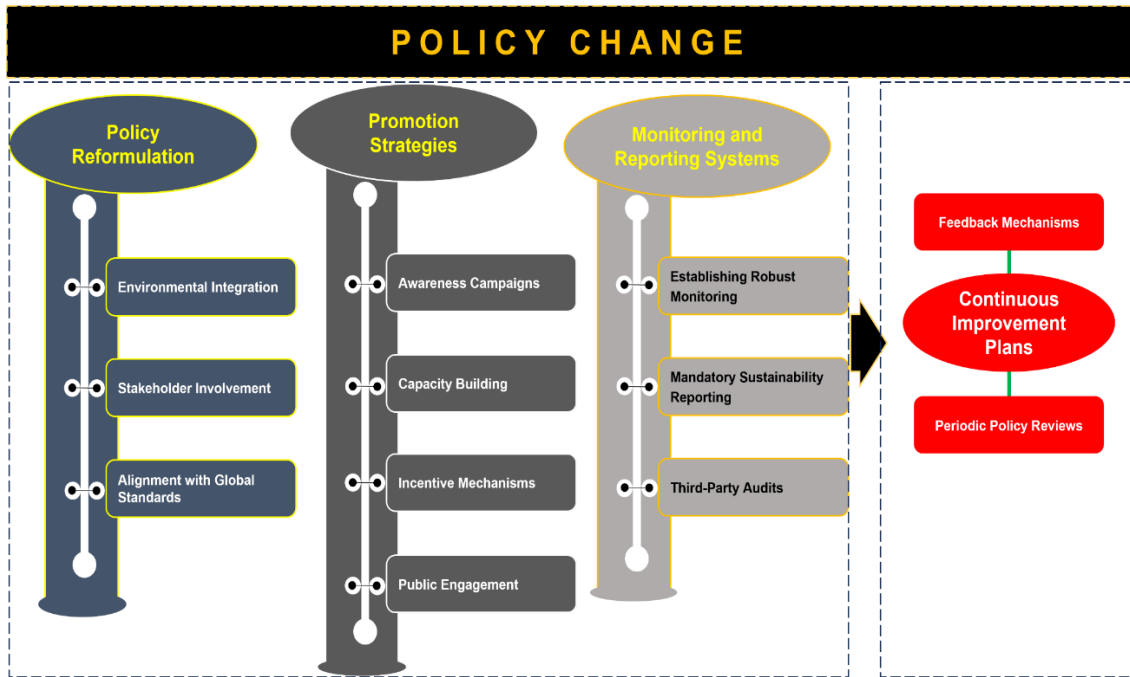 POLICY CHANGE
Policy
Reformulation
Environmental Integration
Stakeholder Involvement
Alignment with Global
Standards
Promotion
Strategies
Awareness Campaigns
Capacity Building
Incentive Mechanisms
Public Engagement
Monitoring and
Reporting Systems
Establishing Robust
Monitoring
Mandatory Sustainability
Reporting
Third-Party Audits
Feedback Mechanisms
Continuous
Improvement
Plans
Periodic Policy Reviews